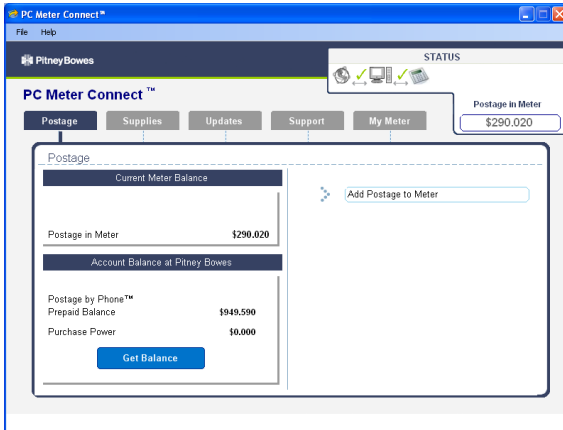 PC Meter Connect™
File Help
Pitney Bowes
STATUS
PC Meter Connect ™
Postage in Meter
$290.020
Postage Supplies Updates Support My Meter
Postage
Current Meter Balance
Add Postage to Meter
Postage in Meter $290.020
Account Balance at Pitney Bowes
Postage by Phone™
Prepaid Balance $949.590
Purchase Power $0.000
Get Balance